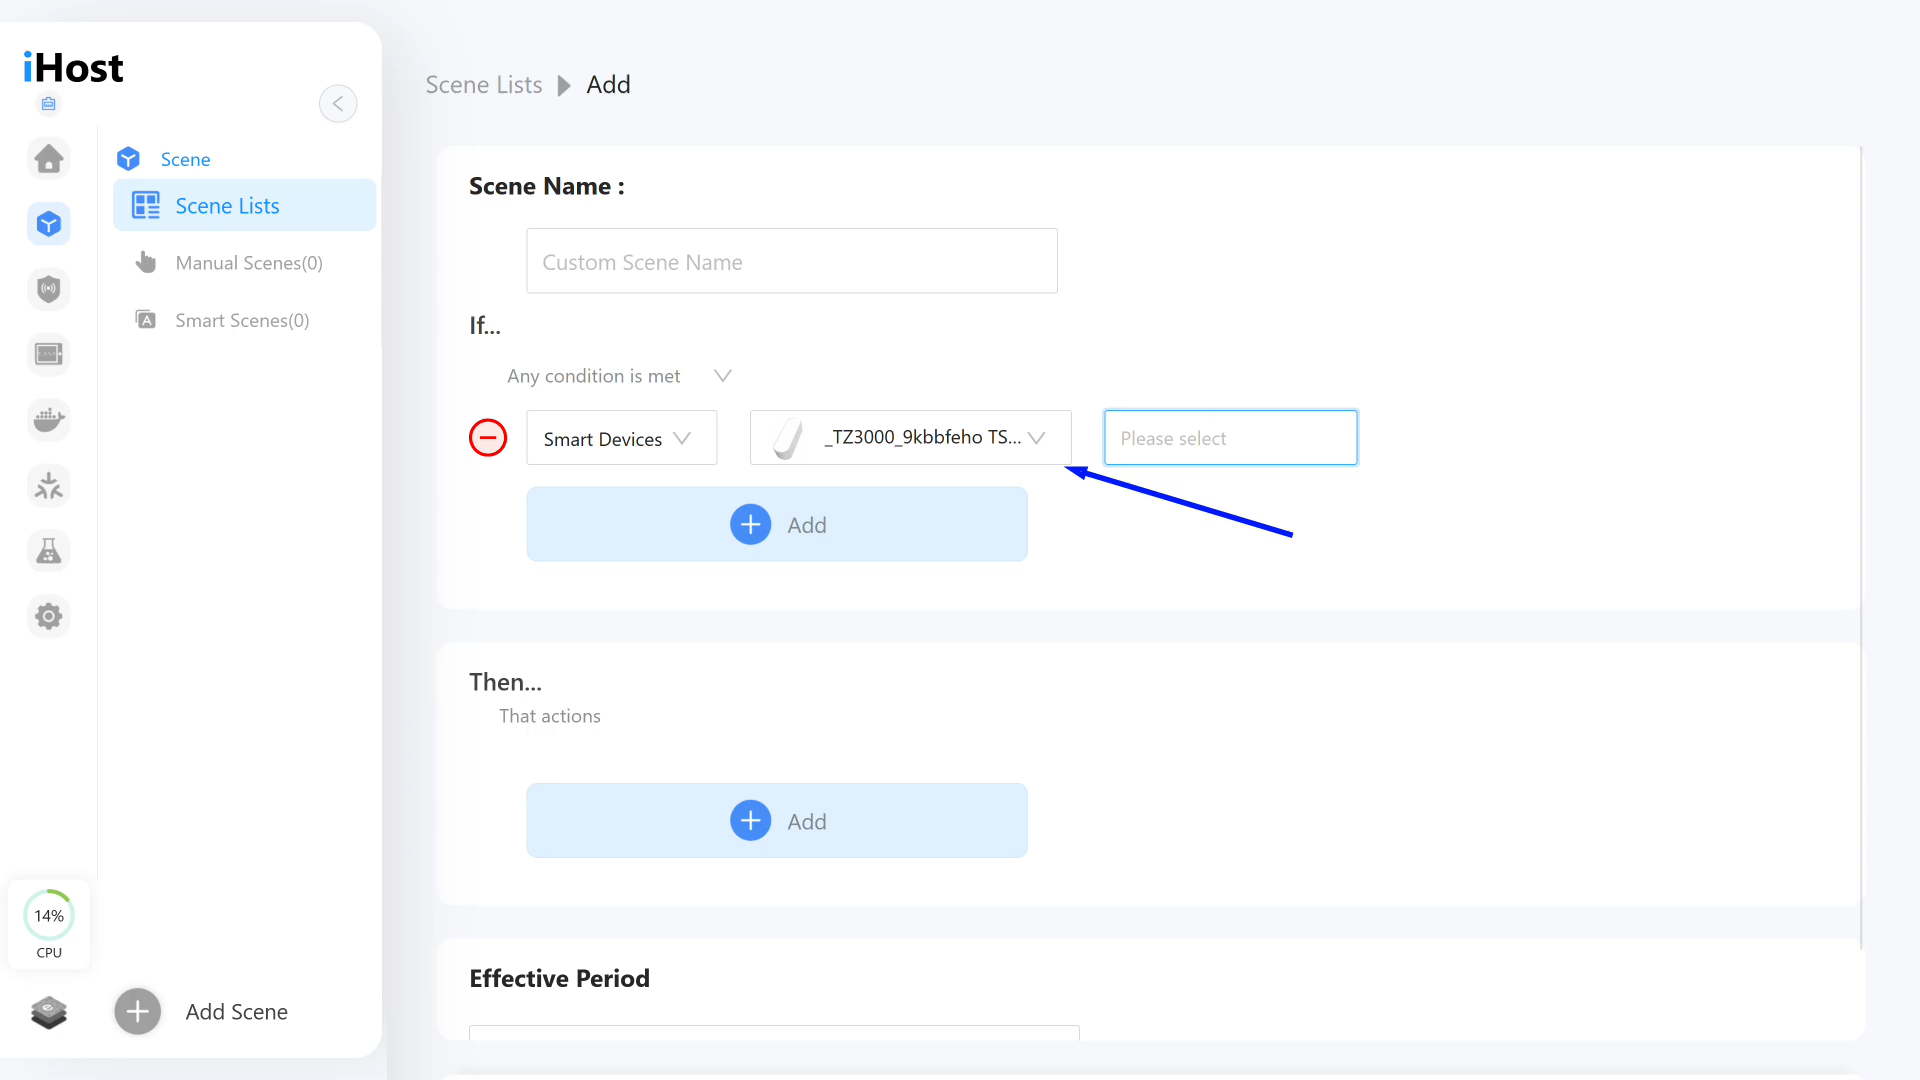 iHost
Scene Lists
Add
Scene
Scene Lists
Manual Scenes(0)
Smart Scenes(0)
Scene Name :
Custom Scene Name
If...
Any condition is met
Smart Devices
_TZ3000_9kbbfeho TS...
Please select
Add
Then...
That actions
Add
14%
CPU
Effective Period
Add Scene